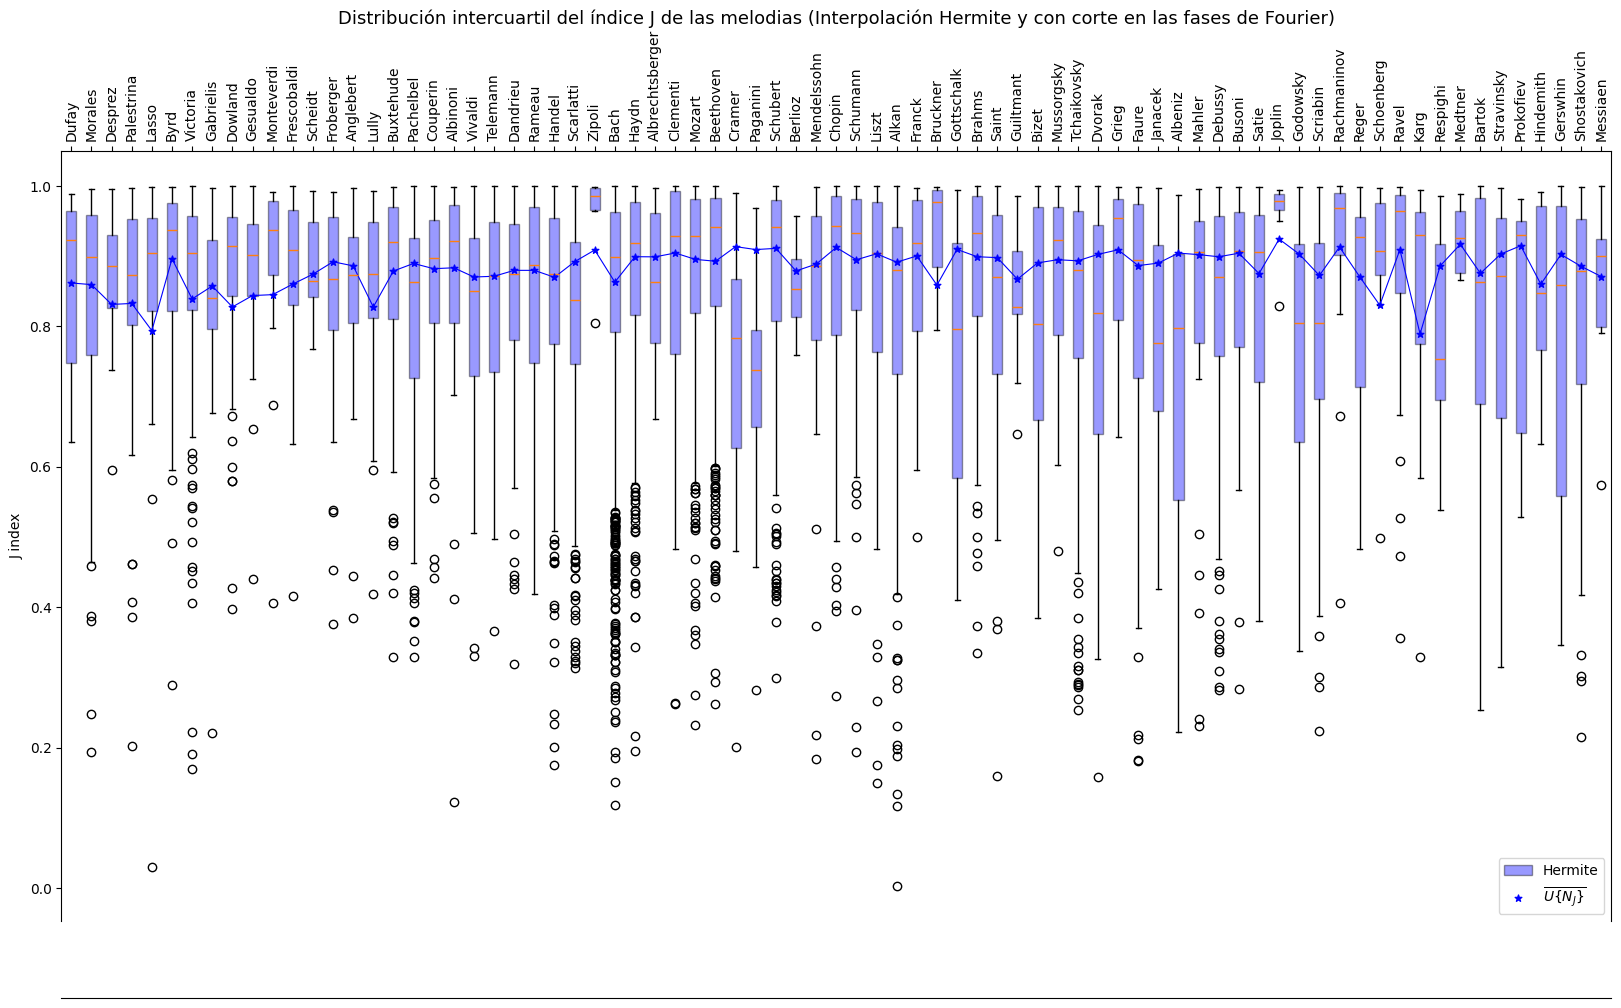 Distribución intercuartil del índice J de las melodias (Interpolación Hermite y con corte en las fases de Fourier)
Dufay
Morales
Desprez
Palestrina
Lasso
Byrd
Victoria
Gabrielis
Dowland
Gesualdo
Monteverdi
Frescobaldi
Scheidt
Froberger
Anglebert
Lully
Buxtehude
Pachelbel
Couperin
Albinoni
Vivaldi
Telemann
Dandrieu
Rameau
Handel
Scarlatti
Zipoli
Bach
Haydn
Albrechtsberger
Clementi
Mozart
Beethoven
Cramer
Paganini
Schubert
Berlioz
Mendelssohn
Chopin
Schumann
Liszt
Alkan
Franck
Bruckner
Gottschalk
Brahms
Saint
Guiltmant
Bizet
Mussorgsky
Tchaikovsky
Dvorak
Grieg
Faure
Janacek
Albeniz
Mahler
Debussy
Busoni
Satie
Joplin
Godowsky
Scriabin
Rachmaninov
Reger
Schoenberg
Ravel
Karg
Respighi
Medtner
Bartok
Stravinsky
Prokofiev
Hindemith
Gerswhin
Shostakovich
Messiaen
1.0
0.8
0.6
0.4
0.2
0.0
J index
Hermite
U{N_J}